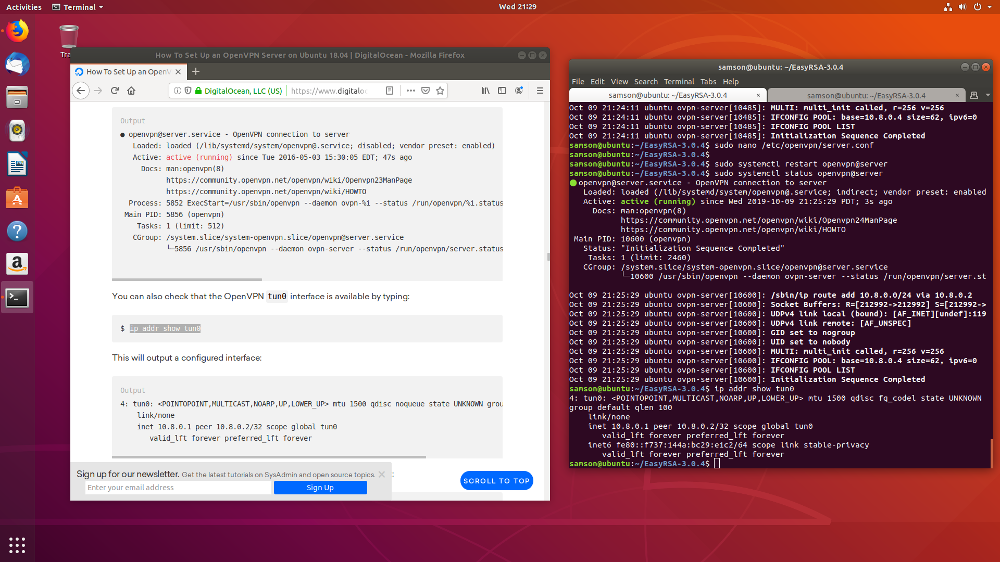 Activities Terminal Wed 21:29
Tra
How To Set Up an OpenVPN Server on Ubuntu 18.04 | DigitalOcean - Mozilla Firefox
How To Set Up an OpenV
DigitalOcean, LLC (US) https://www.digitaloc
Output
● openvpn@server.service - OpenVPN connection to server
Loaded: loaded (/lib/systemd/system/openvpn@.service; disabled; vendor preset: enabled)
Active: active (running) since Tue 2016-05-03 15:30:05 EDT; 47s ago
Docs: man:openvpn(8)
https://community.openvpn.net/openvpn/wiki/Openvpn23ManPage
https://community.openvpn.net/openvpn/wiki/HOWTO
Process: 5852 ExecStart=/usr/sbin/openvpn --daemon ovpn-%i --status /run/openvpn/%i.status
Main PID: 5856 (openvpn)
Tasks: 1 (limit: 512)
CGroup: /system.slice/system-openvpn.slice/openvpn@server.service
└─5856 /usr/sbin/openvpn --daemon ovpn-server --status /run/openvpn/server.status
You can also check that the OpenVPN tun0 interface is available by typing:
$ ip addr show tun0
This will output a configured interface:
Output
4: tun0: <POINTOPOINT,MULTICAST,NOARP,UP,LOWER_UP> mtu 1500 qdisc noqueue state UNKNOWN grou
link/none
inet 10.8.0.1 peer 10.8.0.2/32 scope global tun0
valid_lft forever preferred_lft forever
Sign up for our newsletter. Get the latest tutorials on SysAdmin and open source topics.
Enter your email address
Sign Up
SCROLL TO TOP
samson@ubuntu: ~/EasyRSA-3.0.4
File Edit View Search Terminal Tabs Help
samson@ubuntu: ~/EasyRSA-3.0.4 samson@ubuntu: ~/EasyRSA-3.0.4
Oct 09 21:24:11 ubuntu ovpn-server[10485]: MULTI: multi_init called, r=256 v=256
Oct 09 21:24:11 ubuntu ovpn-server[10485]: IFCONFIG POOL: base=10.8.0.4 size=62, ipv6=0
Oct 09 21:24:11 ubuntu ovpn-server[10485]: IFCONFIG POOL LIST
Oct 09 21:24:11 ubuntu ovpn-server[10485]: Initialization Sequence Completed
samson@ubuntu:~/EasyRSA-3.0.4$ sudo nano /etc/openvpn/server.conf
samson@ubuntu:~/EasyRSA-3.0.4$
samson@ubuntu:~/EasyRSA-3.0.4$ sudo systemctl restart openvpn@server
samson@ubuntu:~/EasyRSA-3.0.4$ sudo systemctl status openvpn@server
● openvpn@server.service - OpenVPN connection to server
Loaded: loaded (/lib/systemd/system/openvpn@.service; indirect; vendor preset: enabled
Active: active (running) since Wed 2019-10-09 21:25:29 PDT; 3s ago
Docs: man:openvpn(8)
https://community.openvpn.net/openvpn/wiki/Openvpn24ManPage
https://community.openvpn.net/openvpn/wiki/HOWTO
Main PID: 10600 (openvpn)
Status: "Initialization Sequence Completed"
Tasks: 1 (limit: 2460)
CGroup: /system.slice/system-openvpn.slice/openvpn@server.service
└─10600 /usr/sbin/openvpn --daemon ovpn-server --status /run/openvpn/server.st
Oct 09 21:25:29 ubuntu ovpn-server[10600]: /sbin/ip route add 10.8.0.0/24 via 10.8.0.2
Oct 09 21:25:29 ubuntu ovpn-server[10600]: Socket Buffers: R=[212992->212992] S=[212992->
Oct 09 21:25:29 ubuntu ovpn-server[10600]: UDPv4 link local (bound): [AF_INET][undef]:119
Oct 09 21:25:29 ubuntu ovpn-server[10600]: UDPv4 link remote: [AF_UNSPEC]
Oct 09 21:25:29 ubuntu ovpn-server[10600]: GID set to nogroup
Oct 09 21:25:29 ubuntu ovpn-server[10600]: UID set to nobody
Oct 09 21:25:29 ubuntu ovpn-server[10600]: MULTI: multi_init called, r=256 v=256
Oct 09 21:25:29 ubuntu ovpn-server[10600]: IFCONFIG POOL: base=10.8.0.4 size=62, ipv6=0
Oct 09 21:25:29 ubuntu ovpn-server[10600]: IFCONFIG POOL LIST
Oct 09 21:25:29 ubuntu ovpn-server[10600]: Initialization Sequence Completed
samson@ubuntu:~/EasyRSA-3.0.4$ ip addr show tun0
4: tun0: <POINTOPOINT,MULTICAST,NOARP,UP,LOWER_UP> mtu 1500 qdisc fq_codel state UNKNOWN
group default qlen 100
link/none
inet 10.8.0.1 peer 10.8.0.2/32 scope global tun0
valid_lft forever preferred_lft forever
inet6 fe80::f737:144a:bc29:e1c2/64 scope link stable-privacy
valid_lft forever preferred_lft forever
samson@ubuntu:~/EasyRSA-3.0.4$